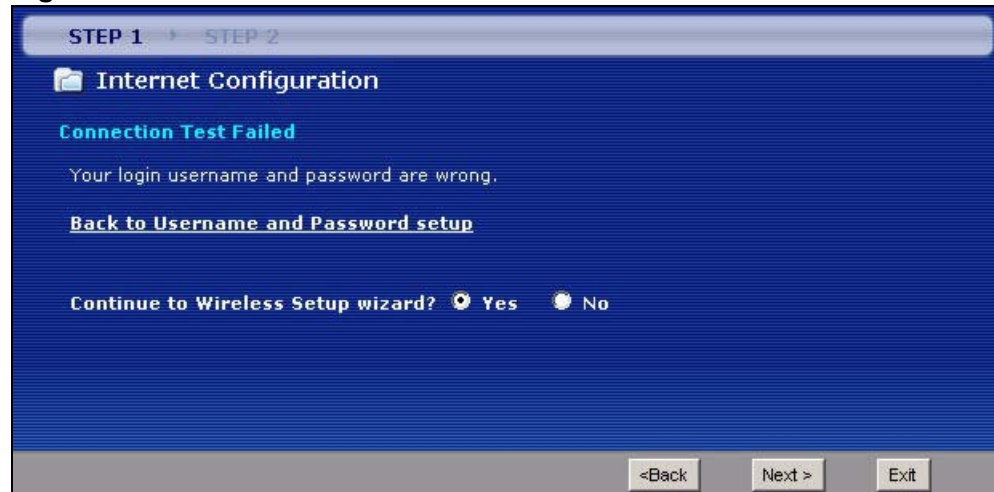 STEP 1 STEP 2
Internet Configuration
Connection Test Failed
Your login username and password are wrong.
Back to Username and Password setup
Continue to Wireless Setup wizard? Yes No
<Back Next > Exit